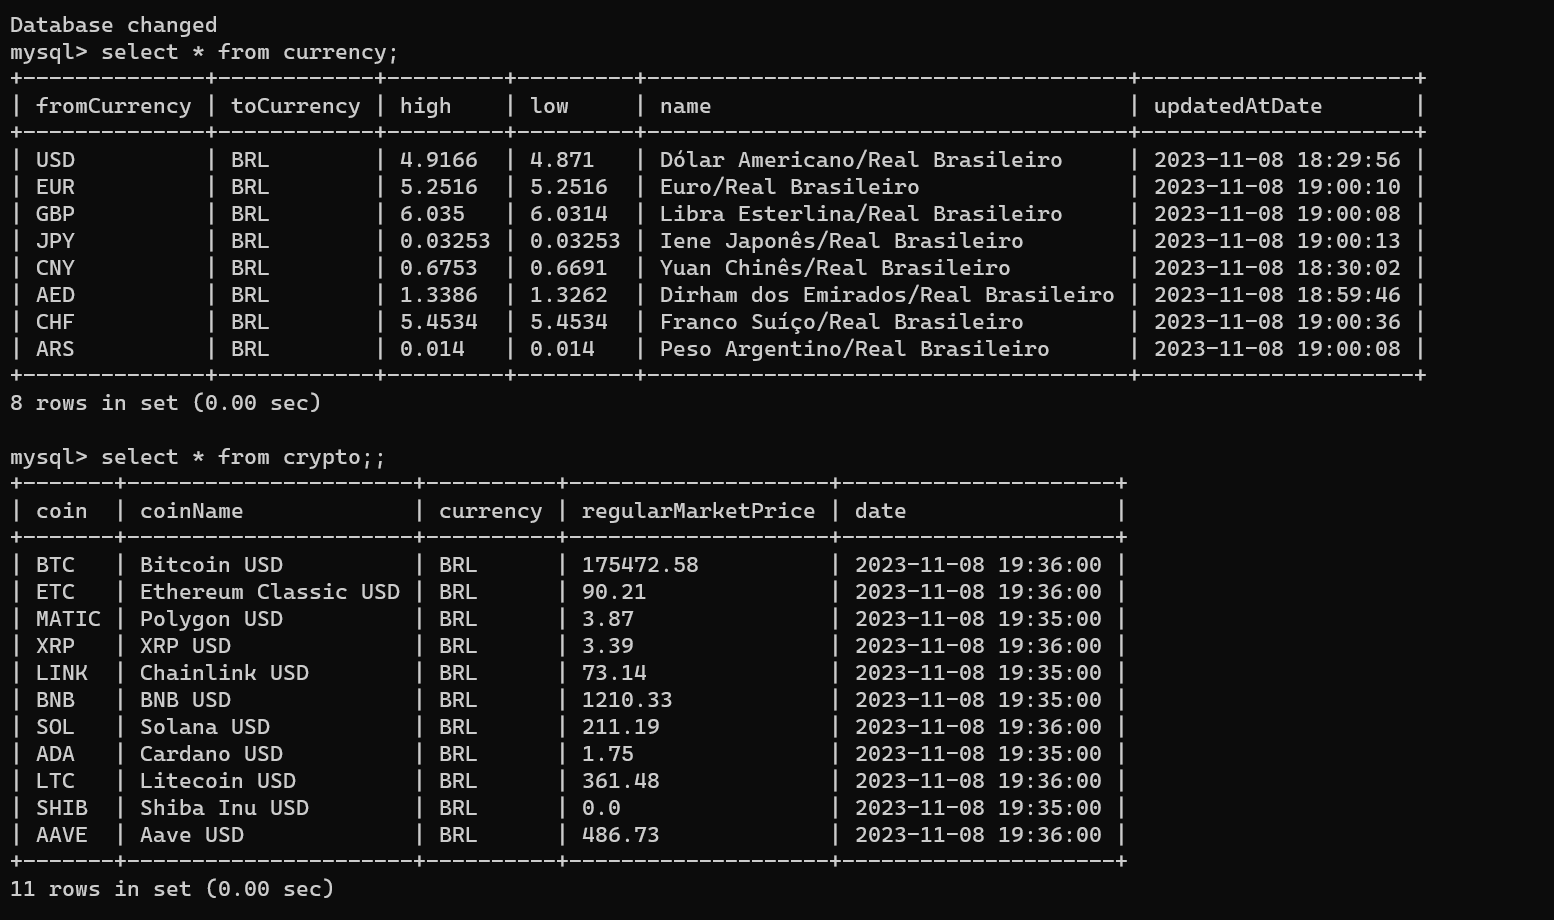 Database changed
mysql> select * from currency;
+--------------+------------+---------+---------+-------------------------------------+---------------------+
| fromCurrency | toCurrency | high    | low     | name                                | updatedAtDate       |
+--------------+------------+---------+---------+-------------------------------------+---------------------+
| USD          | BRL        | 4.9166  | 4.871   | Dólar Americano/Real Brasileiro     | 2023-11-08 18:29:56 |
| EUR          | BRL        | 5.2516  | 5.2516  | Euro/Real Brasileiro                | 2023-11-08 19:00:10 |
| GBP          | BRL        | 6.035   | 6.0314  | Libra Esterlina/Real Brasileiro     | 2023-11-08 19:00:08 |
| JPY          | BRL        | 0.03253 | 0.03253 | Iene Japonês/Real Brasileiro        | 2023-11-08 19:00:13 |
| CNY          | BRL        | 0.6753  | 0.6691  | Yuan Chinês/Real Brasileiro         | 2023-11-08 18:30:02 |
| AED          | BRL        | 1.3386  | 1.3262  | Dirham dos Emirados/Real Brasileiro | 2023-11-08 18:59:46 |
| CHF          | BRL        | 5.4534  | 5.4534  | Franco Suíço/Real Brasileiro        | 2023-11-08 19:00:36 |
| ARS          | BRL        | 0.014   | 0.014   | Peso Argentino/Real Brasileiro      | 2023-11-08 19:00:08 |
+--------------+------------+---------+---------+-------------------------------------+---------------------+
8 rows in set (0.00 sec)
mysql> select * from crypto;;
+-------+----------------------+----------+--------------------+---------------------+
| coin  | coinName             | currency | regularMarketPrice | date                |
+-------+----------------------+----------+--------------------+---------------------+
| BTC   | Bitcoin USD          | BRL      | 175472.58          | 2023-11-08 19:36:00 |
| ETC   | Ethereum Classic USD | BRL      | 90.21              | 2023-11-08 19:36:00 |
| MATIC | Polygon USD          | BRL      | 3.87               | 2023-11-08 19:35:00 |
| XRP   | XRP USD              | BRL      | 3.39               | 2023-11-08 19:36:00 |
| LINK  | Chainlink USD        | BRL      | 73.14              | 2023-11-08 19:35:00 |
| BNB   | BNB USD              | BRL      | 1210.33            | 2023-11-08 19:35:00 |
| SOL   | Solana USD           | BRL      | 211.19             | 2023-11-08 19:36:00 |
| ADA   | Cardano USD          | BRL      | 1.75               | 2023-11-08 19:35:00 |
| LTC   | Litecoin USD         | BRL      | 361.48             | 2023-11-08 19:36:00 |
| SHIB  | Shiba Inu USD        | BRL      | 0.0                | 2023-11-08 19:35:00 |
| AAVE  | Aave USD             | BRL      | 486.73             | 2023-11-08 19:36:00 |
+-------+----------------------+----------+--------------------+---------------------+
11 rows in set (0.00 sec)